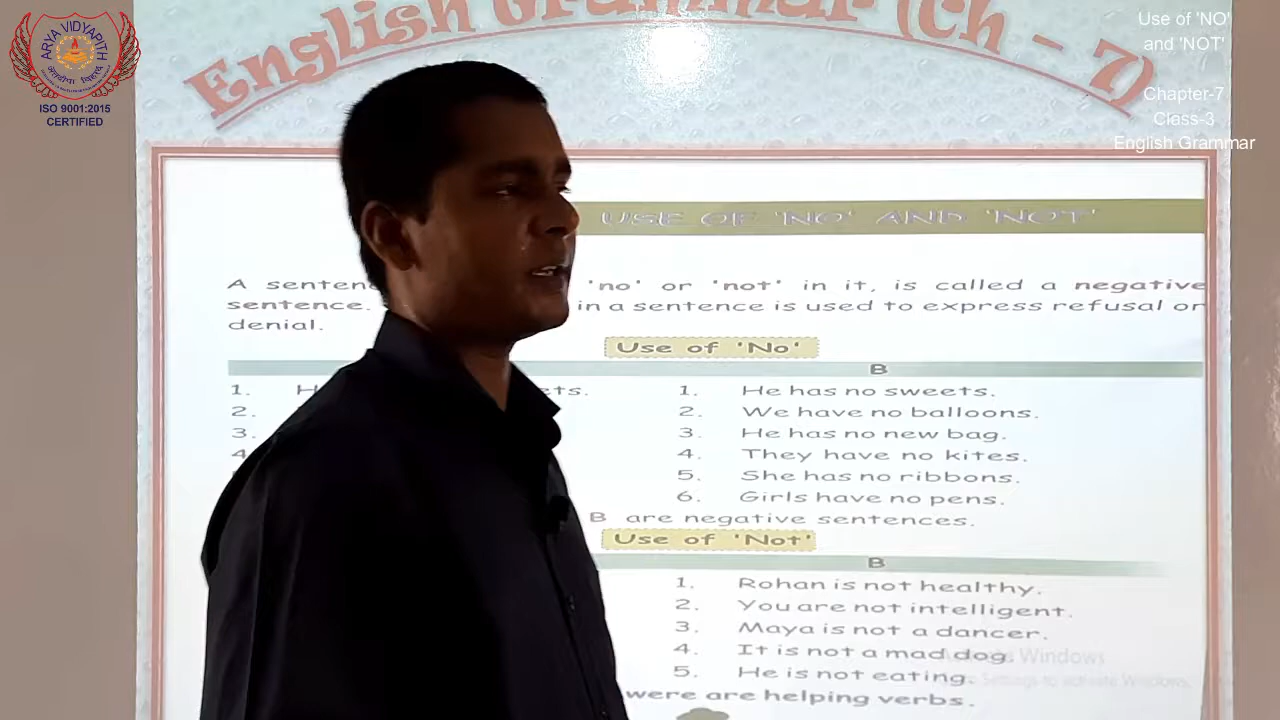 English Grammar (Ch - 7)
ARYA VIDYAPITH
ISO 9001:2015
CERTIFIED
Use of 'NO'
and 'NOT'
Chapter-7
Class-3
English Grammar
USE OF 'NO' AND 'NOT'
A 'no' or 'not' in it, is called a negative
sentence. in a sentence is used to express refusal or
denial.
Use of 'No'
B
1. 1. He has no sweets.
2. 2. We have no balloons.
3. 3. He has no new bag.
4. They have no kites.
5. She has no ribbons.
6. Girls have no pens.
B are negative sentences.
Use of 'Not'
B
1. Rohan is not healthy.
2. You are not intelligent.
3. Maya is not a dancer.
4. It is not a mad dog.
5. He is not eating.
were are helping verbs.
Activate Windows
Settings to activate Windows.